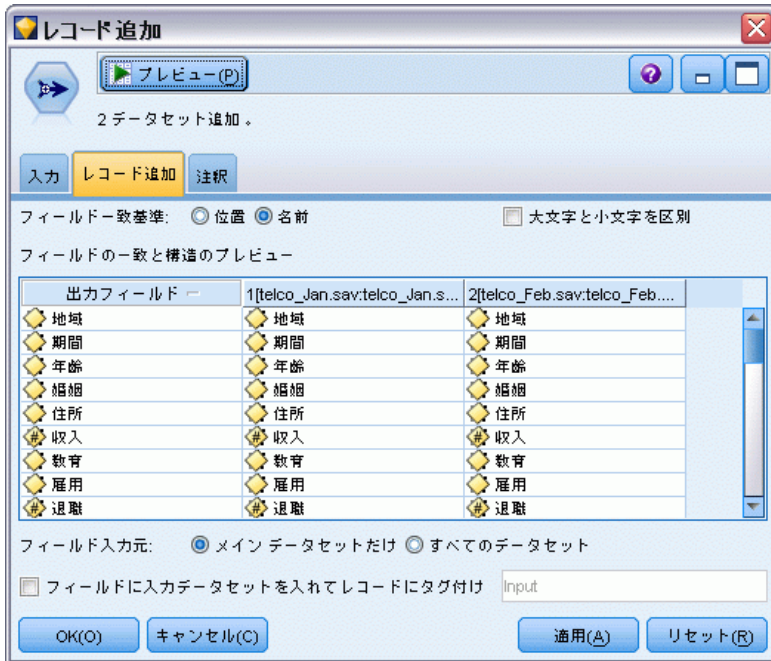 レコード追加
プレビュー(P)
2 データセット追加。
入力 レコード追加 注釈
フィールド一致基準: 位置 名前 大文字と小文字を区別
フィールドの一致と構造のプレビュー
出力フィールド 1[telco_Jan.sav:telco_Jan.s... 2[telco_Feb.sav:telco_Feb....
地域 地域 地域
期間 期間 期間
年齢 年齢 年齢
婚姻 婚姻 婚姻
住所 住所 住所
収入 収入 収入
教育 教育 教育
雇用 雇用 雇用
退職 退職 退職
フィールド入力元: メイン データセットだけ すべてのデータセット
フィールドに入力データセットを入れてレコードにタグ付け Input
OK(O) キャンセル(C) 適用(A) リセット(R)